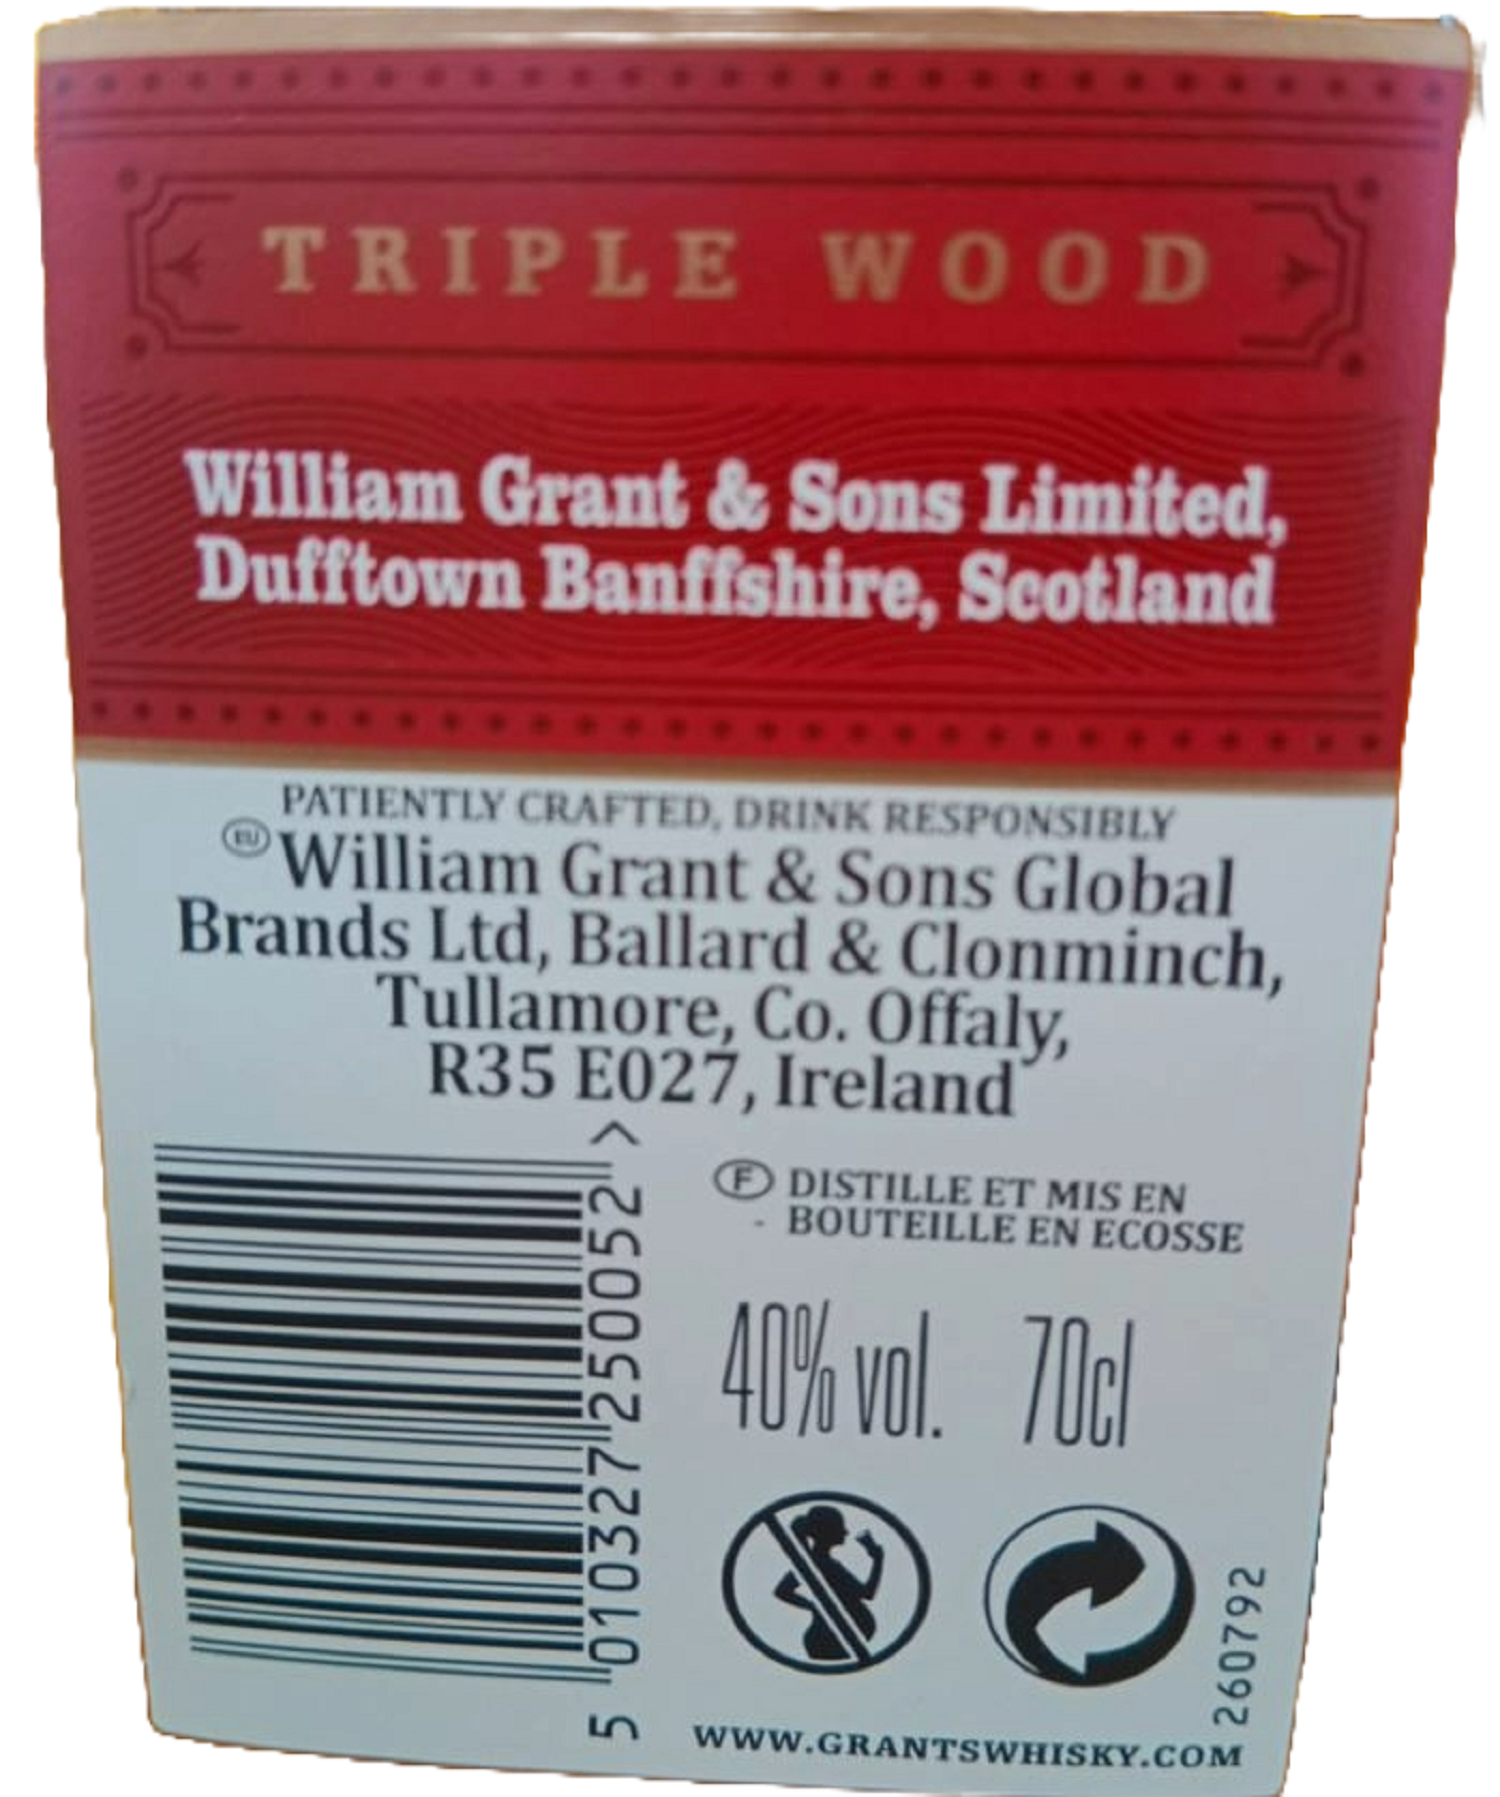 TRIPLE WOOD
William Grant & Sons Limited,
Dufftown Banffshire, Scotland
PATIENTLY CRAFTED, DRINK RESPONSIBLY
EU William Grant & Sons Global
Brands Ltd, Ballard & Clonminch,
Tullamore, Co. Offaly,
R35 E027, Ireland
5 010327 250052 >
F DISTILLE ET MIS EN
- BOUTEILLE EN ECOSSE
40% vol. 70cl
260792
WWW.GRANTSWHISKY.COM